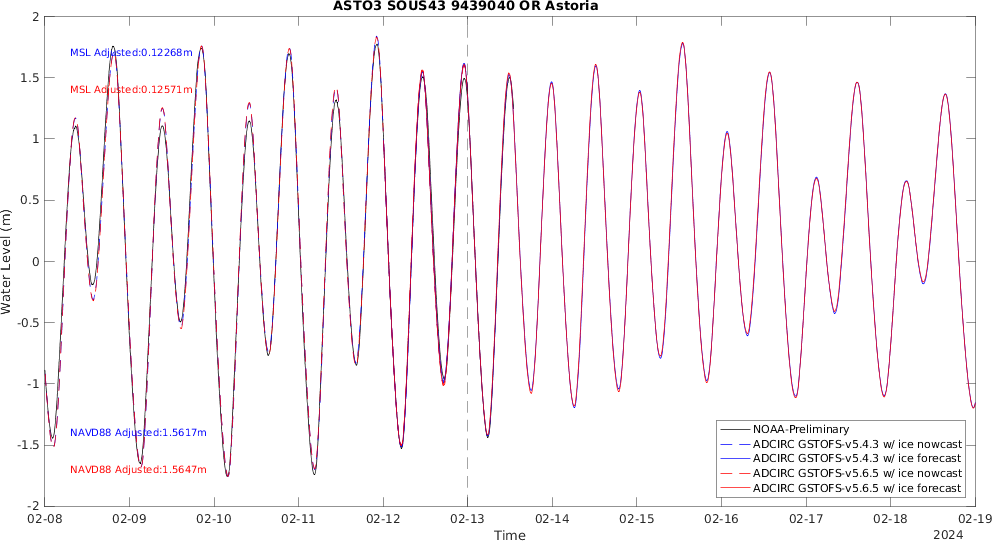 ASTO3 SOUS43 9439040 OR Astoria
2
1.5
1
0.5
0
-0.5
-1
-1.5
-2
Water Level (m)
MSL Adjusted:0.12268m
MSL Adjusted:0.12571m
NAVD88 Adjusted:1.5617m
NAVD88 Adjusted:1.5647m
NOAA-Preliminary
ADCIRC GSTOFS-v5.4.3 w/ ice nowcast
ADCIRC GSTOFS-v5.4.3 w/ ice forecast
ADCIRC GSTOFS-v5.6.5 w/ ice nowcast
ADCIRC GSTOFS-v5.6.5 w/ ice forecast
02-08 02-09 02-10 02-11 02-12 02-13 02-14 02-15 02-16 02-17 02-18 02-19
Time
2024